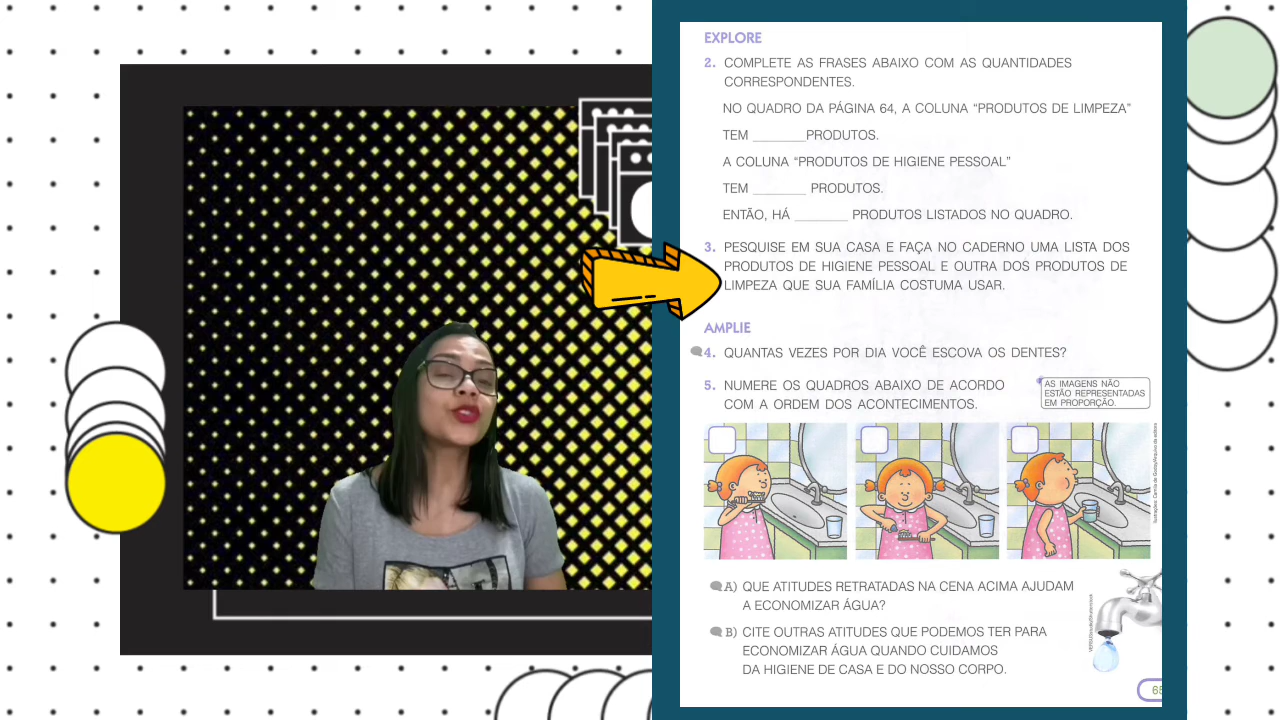 EXPLORE
2. COMPLETE AS FRASES ABAIXO COM AS QUANTIDADES
CORRESPONDENTES.
NO QUADRO DA PÁGINA 64, A COLUNA “PRODUTOS DE LIMPEZA”
TEM ________PRODUTOS.
A COLUNA “PRODUTOS DE HIGIENE PESSOAL”
TEM ________ PRODUTOS.
ENTÃO, HÁ ________ PRODUTOS LISTADOS NO QUADRO.
3. PESQUISE EM SUA CASA E FAÇA NO CADERNO UMA LISTA DOS
PRODUTOS DE HIGIENE PESSOAL E OUTRA DOS PRODUTOS DE
LIMPEZA QUE SUA FAMÍLIA COSTUMA USAR.
AMPLIE
4. QUANTAS VEZES POR DIA VOCÊ ESCOVA OS DENTES?
5. NUMERE OS QUADROS ABAIXO DE ACORDO
COM A ORDEM DOS ACONTECIMENTOS.
AS IMAGENS NÃO
ESTÃO REPRESENTADAS
EM PROPORÇÃO.
A) QUE ATITUDES RETRATADAS NA CENA ACIMA AJUDAM
A ECONOMIZAR ÁGUA?
B) CITE OUTRAS ATITUDES QUE PODEMOS TER PARA
ECONOMIZAR ÁGUA QUANDO CUIDAMOS
DA HIGIENE DE CASA E DO NOSSO CORPO.
65